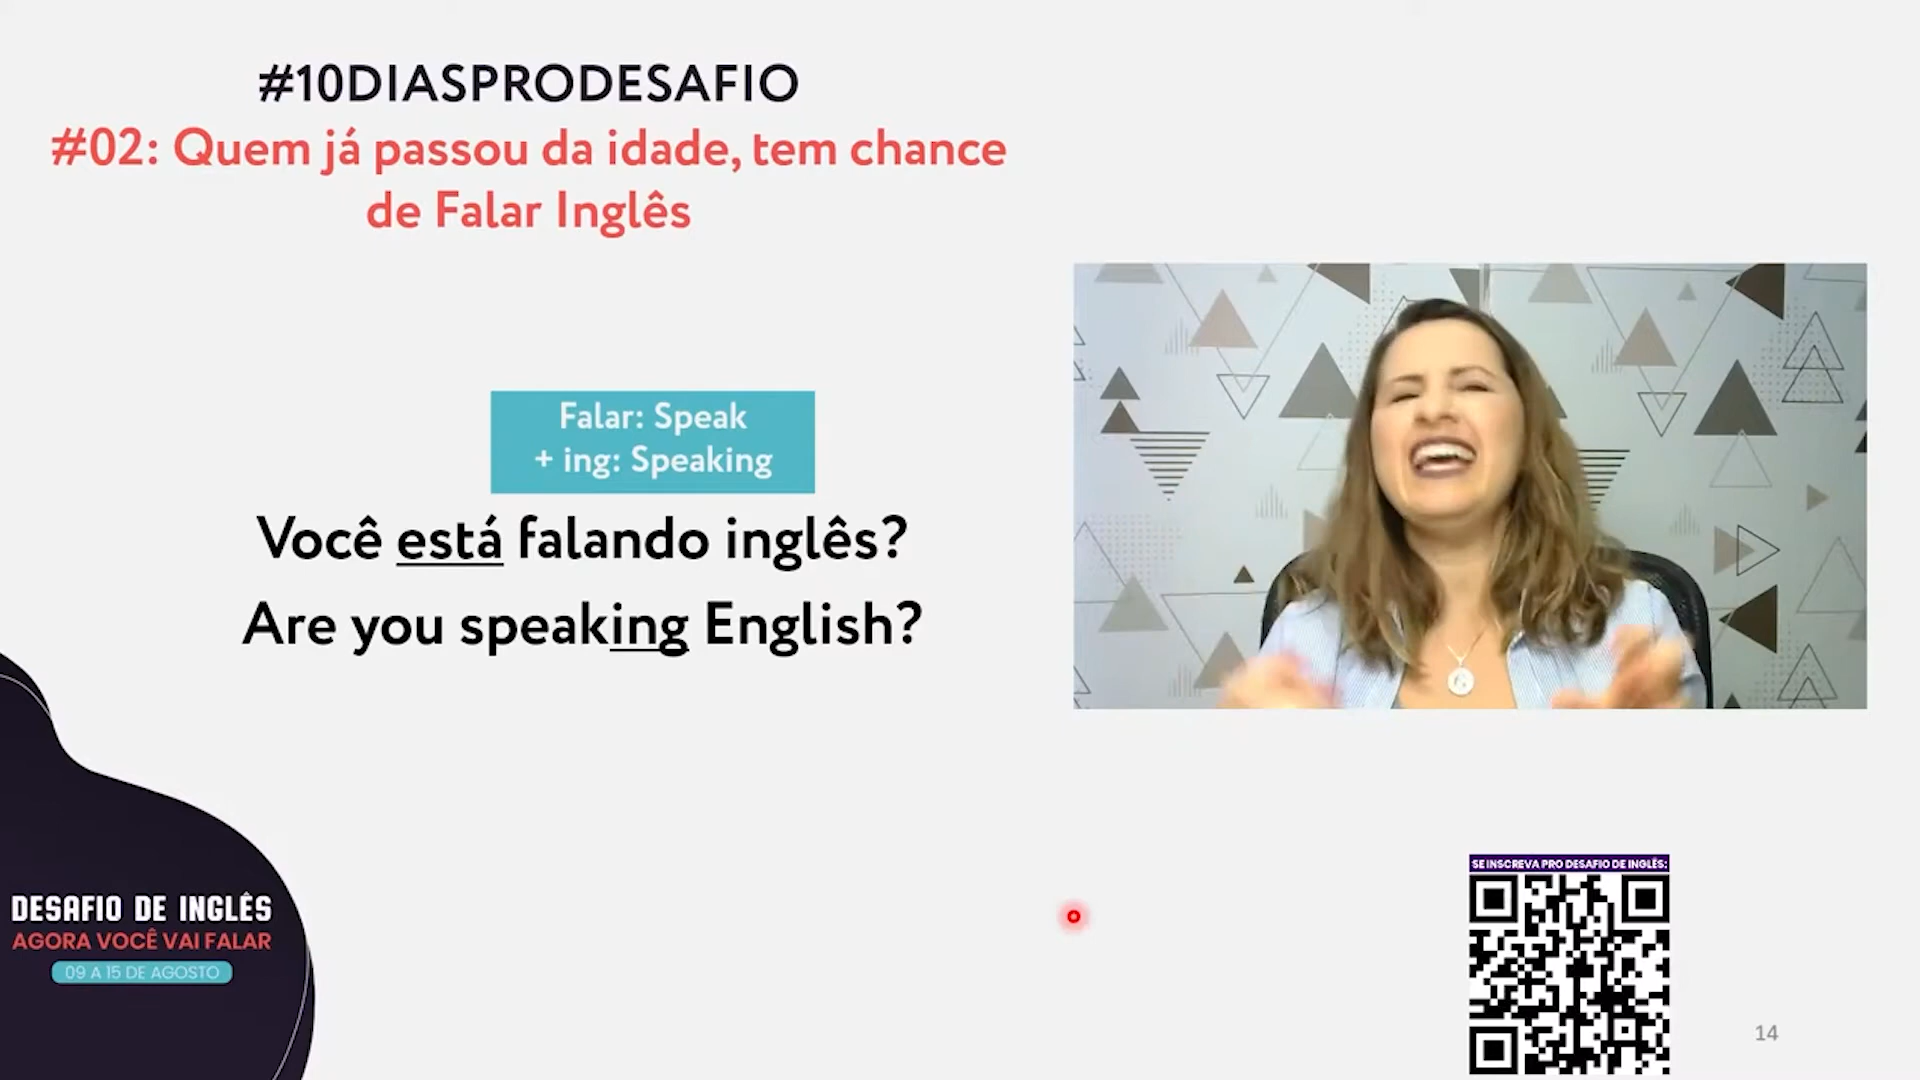 #10DIASPRODESAFIO
#02: Quem já passou da idade, tem chance
de Falar Inglês
Falar: Speak
+ ing: Speaking
Você está falando inglês?
Are you speaking English?
DESAFIO DE INGLÊS
AGORA VOCÊ VAI FALAR
09 A 15 DE AGOSTO
SE INSCREVA PRO DESAFIO DE INGLÊS:
14